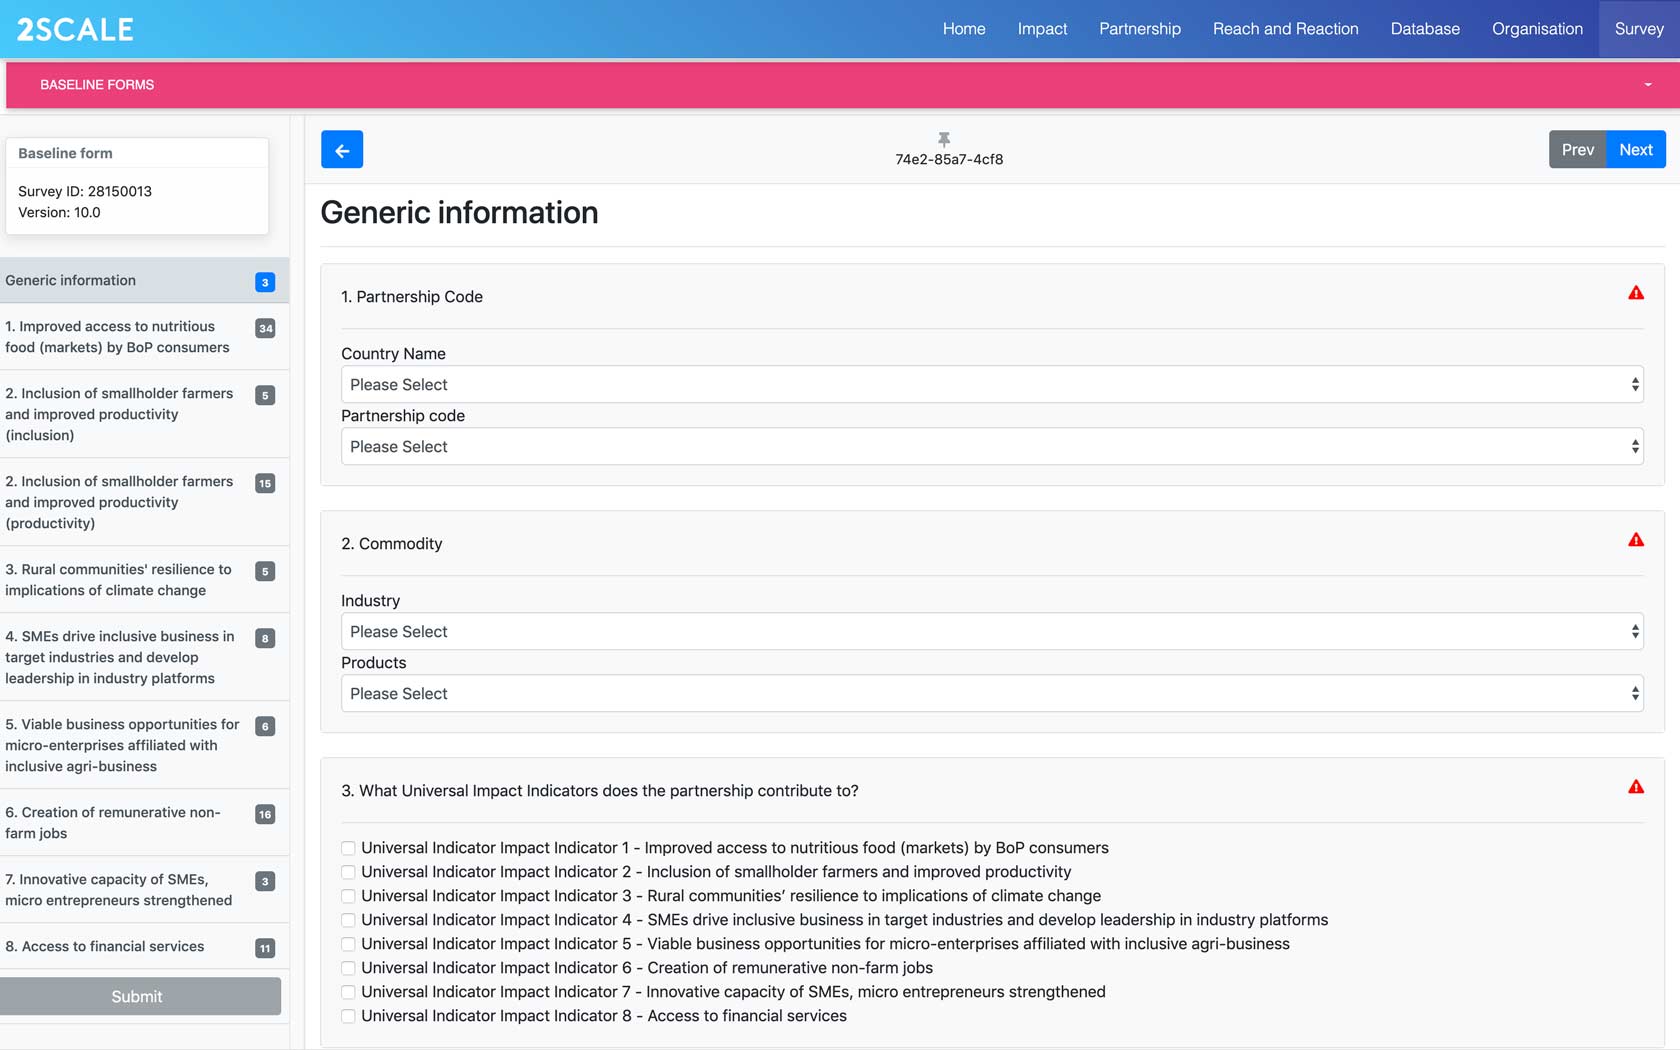 2SCALE
Home
Impact
Partnership
Reach and Reaction
Database
Organisation
Survey
BASELINE FORMS
Baseline form
Survey ID: 28150013
Version: 10.0
Generic information
3
1. Improved access to nutritious
food (markets) by BoP consumers
34
2. Inclusion of smallholder farmers
and improved productivity
(inclusion)
5
2. Inclusion of smallholder farmers
and improved productivity
(productivity)
15
3. Rural communities' resilience to
implications of climate change
5
4. SMEs drive inclusive business in
target industries and develop
leadership in industry platforms
8
5. Viable business opportunities for
micro-enterprises affiliated with
inclusive agri-business
6
6. Creation of remunerative non-
farm jobs
16
7. Innovative capacity of SMEs,
micro entrepreneurs strengthened
3
8. Access to financial services
11
Submit
74e2-85a7-4cf8
Prev
Next
Generic information
1. Partnership Code
Country Name
Please Select
Partnership code
Please Select
2. Commodity
Industry
Please Select
Products
Please Select
3. What Universal Impact Indicators does the partnership contribute to?
Universal Indicator Impact Indicator 1 - Improved access to nutritious food (markets) by BoP consumers
Universal Indicator Impact Indicator 2 - Inclusion of smallholder farmers and improved productivity
Universal Indicator Impact Indicator 3 - Rural communities’ resilience to implications of climate change
Universal Indicator Impact Indicator 4 - SMEs drive inclusive business in target industries and develop leadership in industry platforms
Universal Indicator Impact Indicator 5 - Viable business opportunities for micro-enterprises affiliated with inclusive agri-business
Universal Indicator Impact Indicator 6 - Creation of remunerative non-farm jobs
Universal Indicator Impact Indicator 7 - Innovative capacity of SMEs, micro entrepreneurs strengthened
Universal Indicator Impact Indicator 8 - Access to financial services